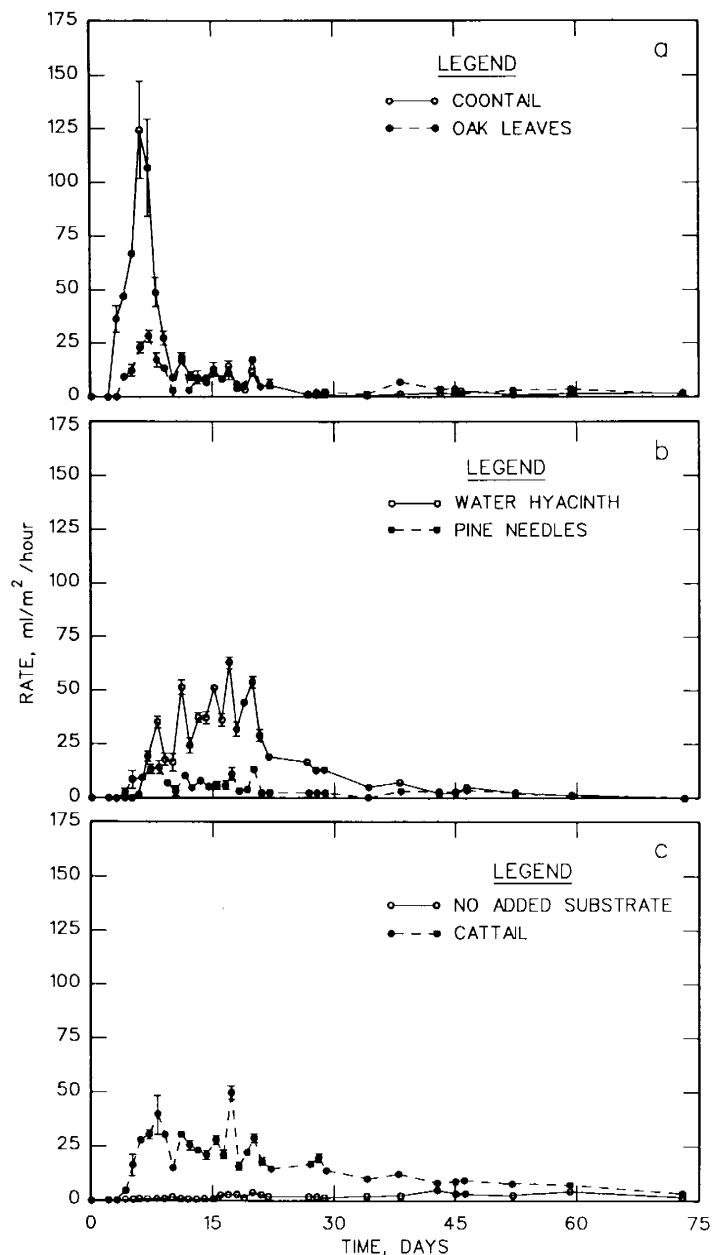 a
175
150
125
100
75
50
25
0
LEGEND
COONTAIL
OAK LEAVES
b
175
150
125
100
75
50
25
0
LEGEND
WATER HYACINTH
PINE NEEDLES
RATE, ml/m²/hour
c
175
150
125
100
75
50
25
0
LEGEND
NO ADDED SUBSTRATE
CATTAIL
0 15 30 45 60 75
TIME, DAYS